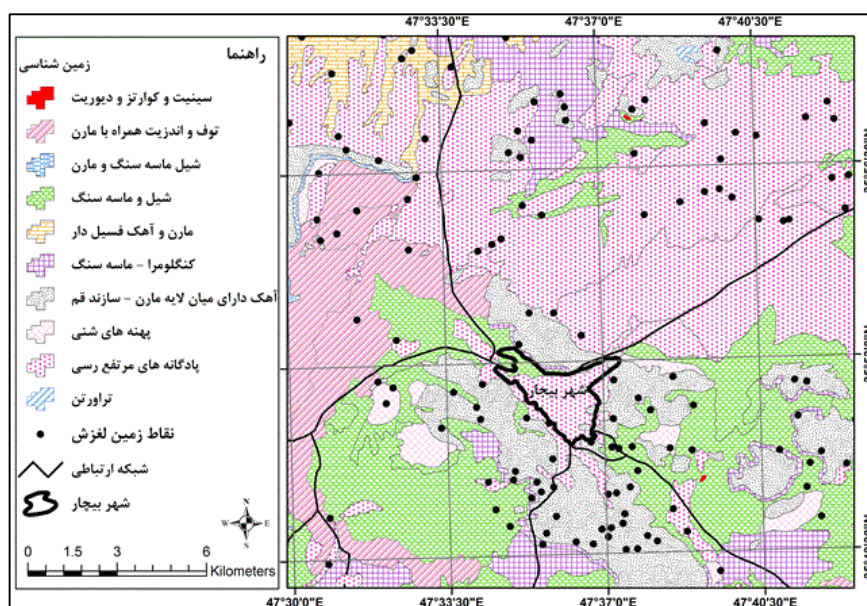 47°33'30"E 47°37'0"E 47°40'30"E
راهنما
زمین شناسی
سینیت و کوارتز و دیوریت
توف و اندزیت همراه با مارن
شیل ماسه سنگ و مارن
شیل و ماسه سنگ
مارن و آهک فسیل دار
کنگلومرا - ماسه سنگ
آهک دارای میان لایه مارن - سازند قم
پهنه های شنی
پادگانه های مرتفع رسی
تراورتن
نقاط زمین لغزش
شبکه ارتباطی
شهر بیجار
شهر بیجار
N
W E
S
0 1.5 3 6
Kilometers
47°30'0"E 47°33'30"E 47°37'0"E 47°40'30"E